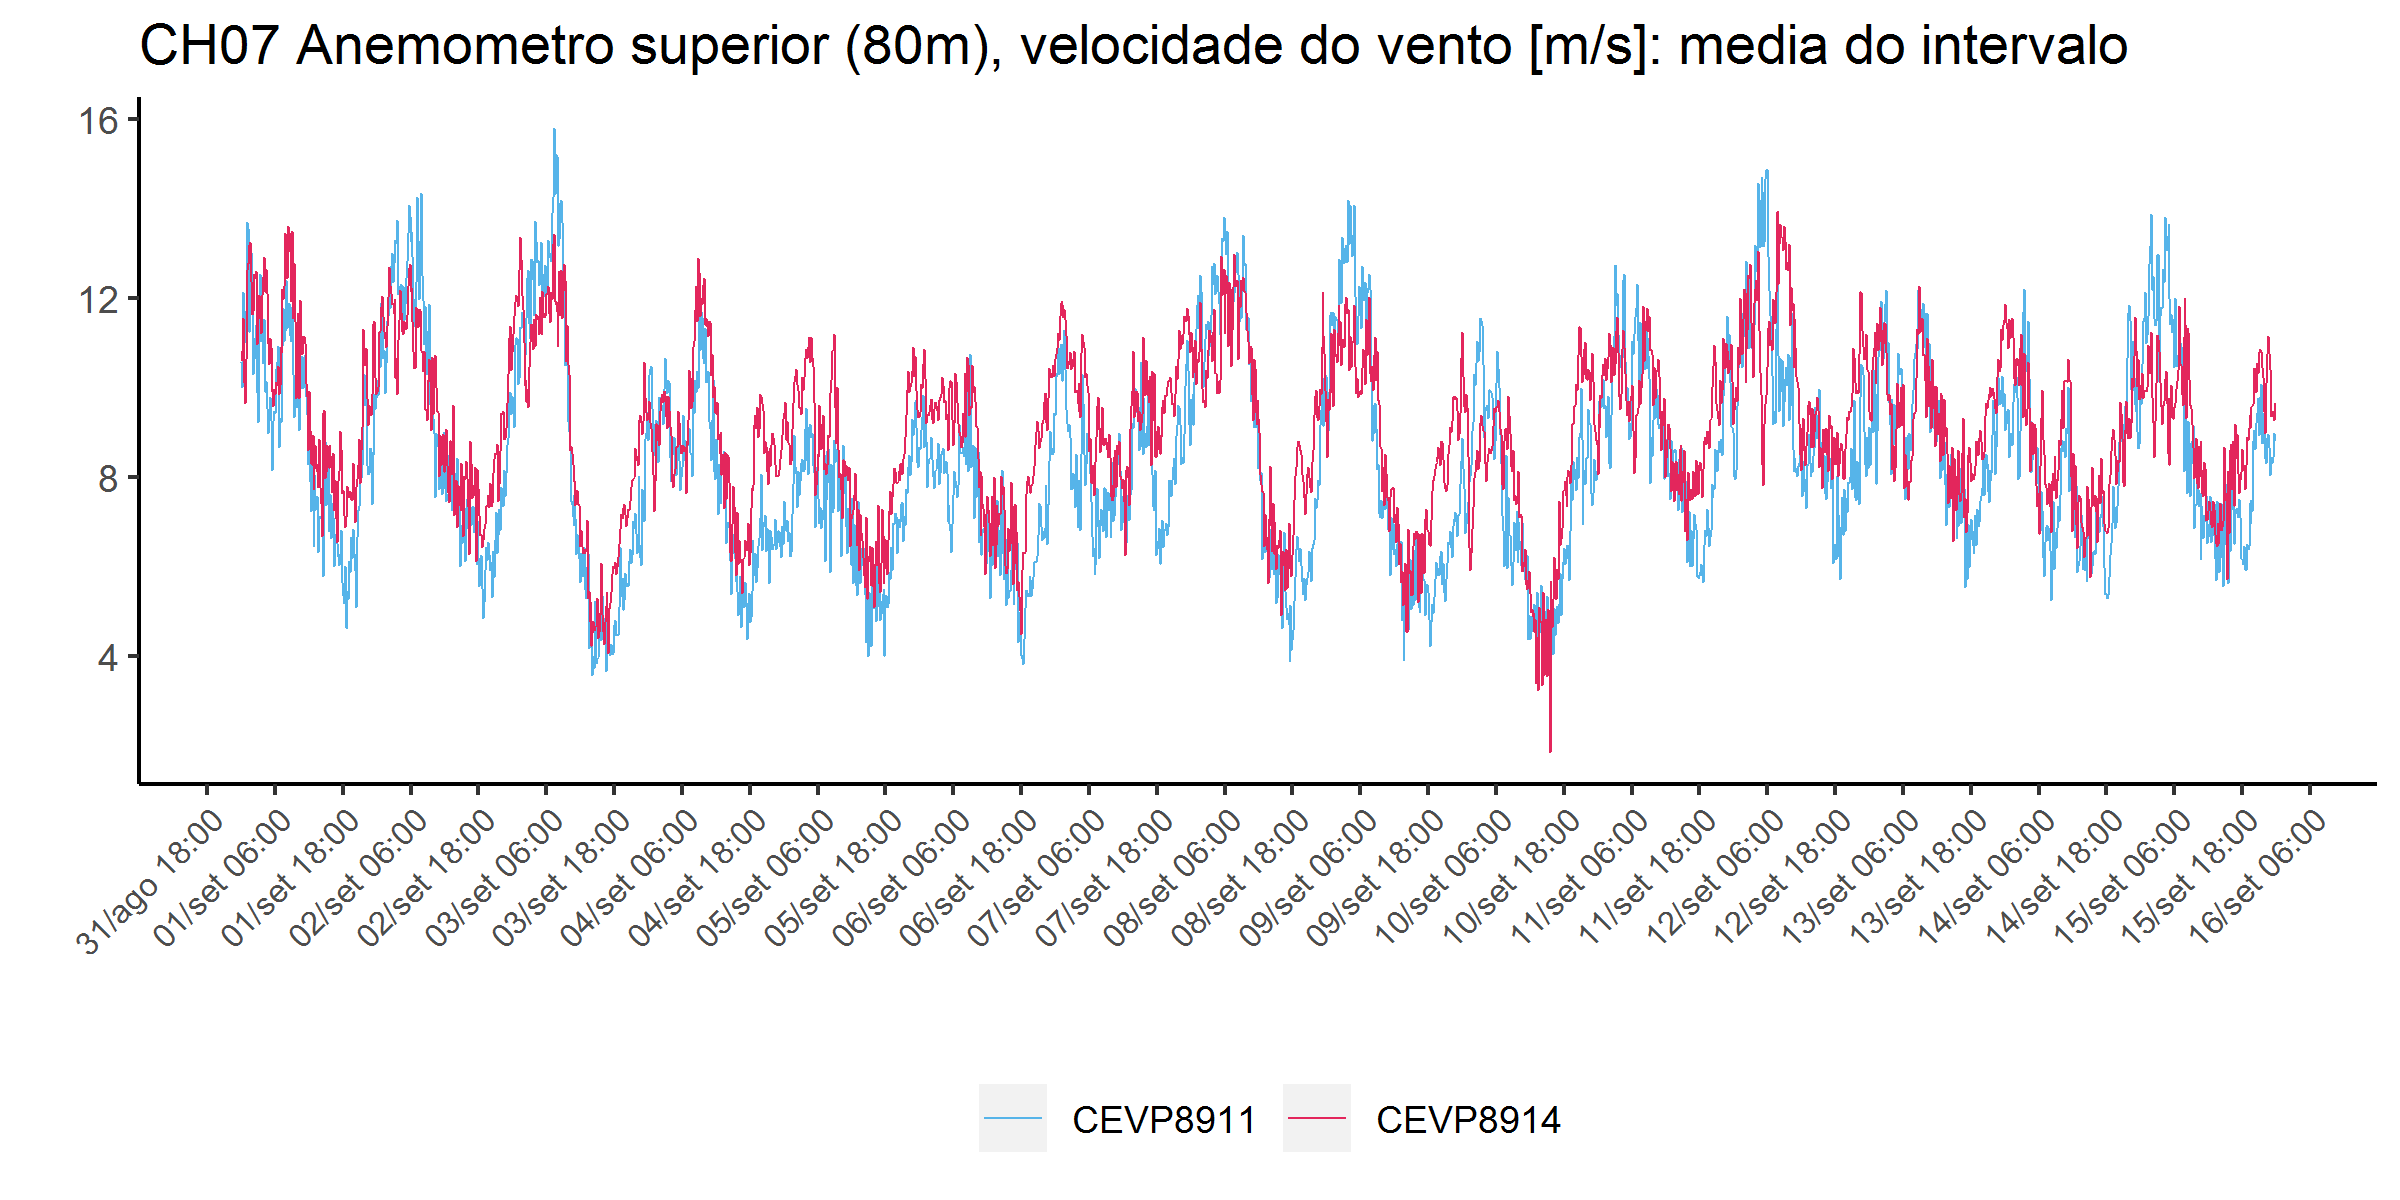 CH07 Anemometro superior (80m), velocidade do vento [m/s]: media do intervalo
16
12
8
4
31/ago 18:00
01/set 06:00
01/set 18:00
02/set 06:00
02/set 18:00
03/set 06:00
03/set 18:00
04/set 06:00
04/set 18:00
05/set 06:00
05/set 18:00
06/set 06:00
06/set 18:00
07/set 06:00
07/set 18:00
08/set 06:00
08/set 18:00
09/set 06:00
09/set 18:00
10/set 06:00
10/set 18:00
11/set 06:00
11/set 18:00
12/set 06:00
12/set 18:00
13/set 06:00
13/set 18:00
14/set 06:00
14/set 18:00
15/set 06:00
15/set 18:00
16/set 06:00
CEVP8911 CEVP8914